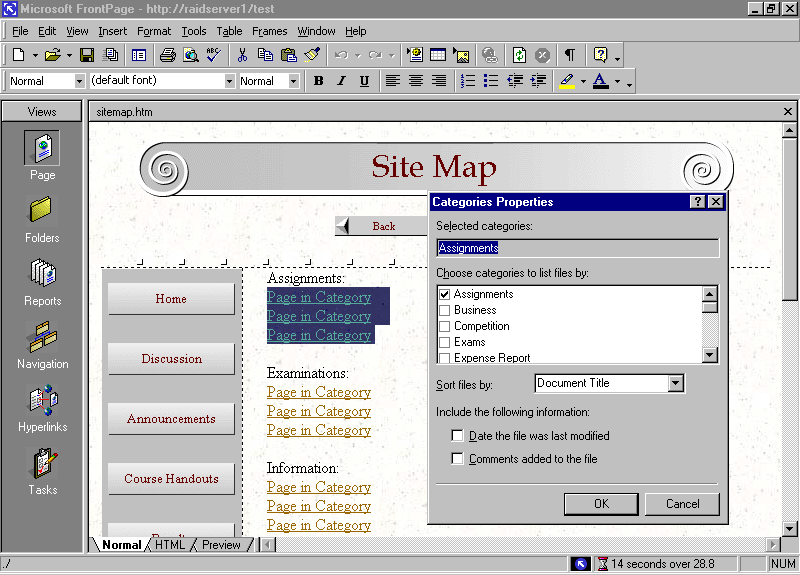 Microsoft FrontPage - http://raidserver1/test
File Edit View Insert Format Tools Table Frames Window Help
Normal (default font) Normal B I U A
Views
sitemap.htm
Page
Folders
Reports
Navigation
Hyperlinks
Tasks
Site Map
Back
Home
Discussion
Announcements
Course Handouts
Assignments:
Page in Category
Page in Category
Page in Category
Examinations:
Page in Category
Page in Category
Page in Category
Information:
Page in Category
Page in Category
Page in Category
Categories Properties
Selected categories:
Assignments
Choose categories to list files by:
Assignments
Business
Competition
Exams
Expense Report
Sort files by: Document Title
Include the following information:
Date the file was last modified
Comments added to the file
OK Cancel
Normal HTML Preview
./ 14 seconds over 28.8 NUM